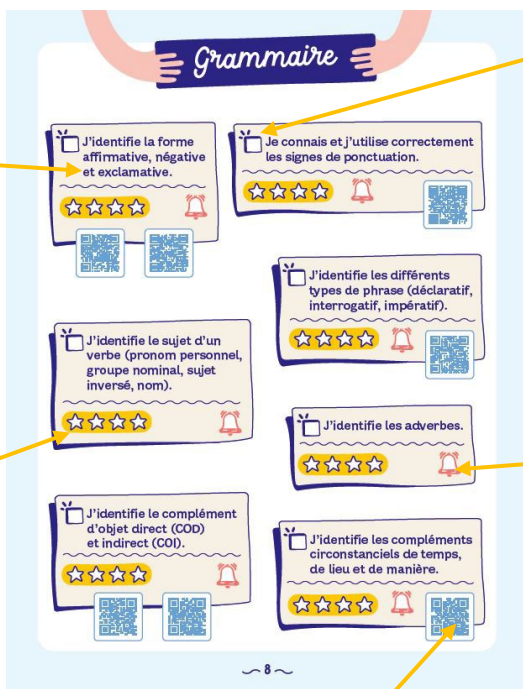 Grammaire
J'identifie la forme
affirmative, négative
et exclamative.
Je connais et j'utilise correctement
les signes de ponctuation.
J'identifie les différents
types de phrase (déclaratif,
interrogatif, impératif).
J'identifie le sujet d'un
verbe (pronom personnel,
groupe nominal, sujet
inversé, nom).
J'identifie les adverbes.
J'identifie le complément
d'objet direct (COD)
et indirect (COI).
J'identifie les compléments
circonstanciels de temps,
de lieu et de manière.
8